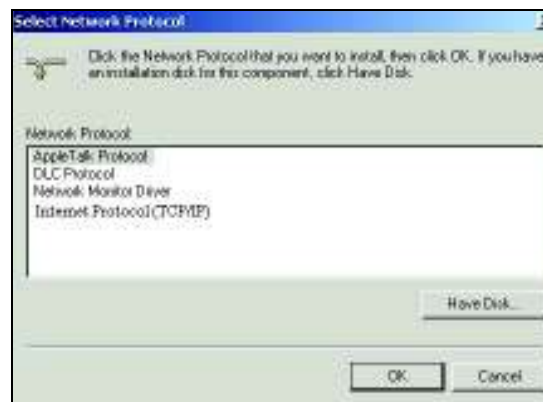 Select Network Protocol
Click the Network Protocol that you want to install, then click OK. If you have
an installation disk for this component, click Have Disk.
Network Protocol:
AppleTalk Protocol
DLC Protocol
Network Monitor Driver
Internet Protocol (TCP/IP)
Have Disk...
OK
Cancel